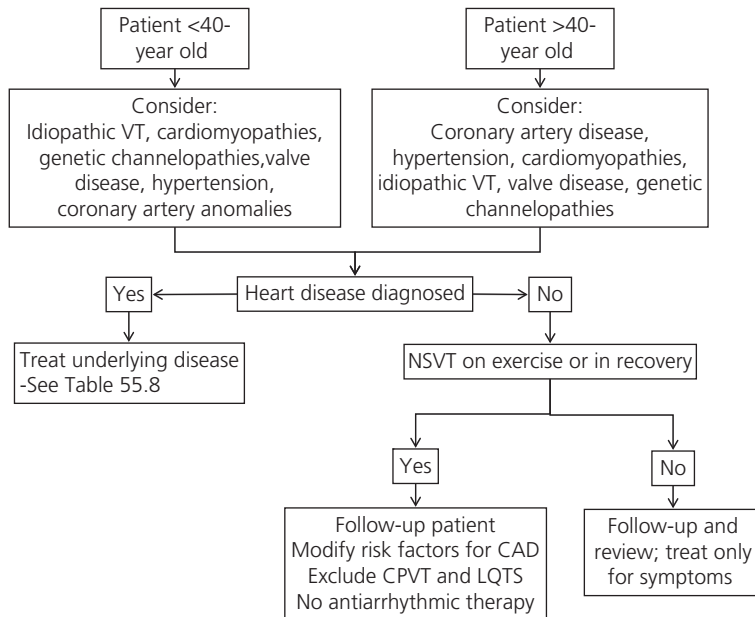 Patient <40-
year old
Patient >40-
year old
Consider:
Idiopathic VT, cardiomyopathies,
genetic channelopathies,valve
disease, hypertension,
coronary artery anomalies
Consider:
Coronary artery disease,
hypertension, cardiomyopathies,
idiopathic VT, valve disease, genetic
channelopathies
Yes
Heart disease diagnosed
No
Treat underlying disease
-See Table 55.8
NSVT on exercise or in recovery
Yes
No
Follow-up patient
Modify risk factors for CAD
Exclude CPVT and LQTS
No antiarrhythmic therapy
Follow-up and
review; treat only
for symptoms